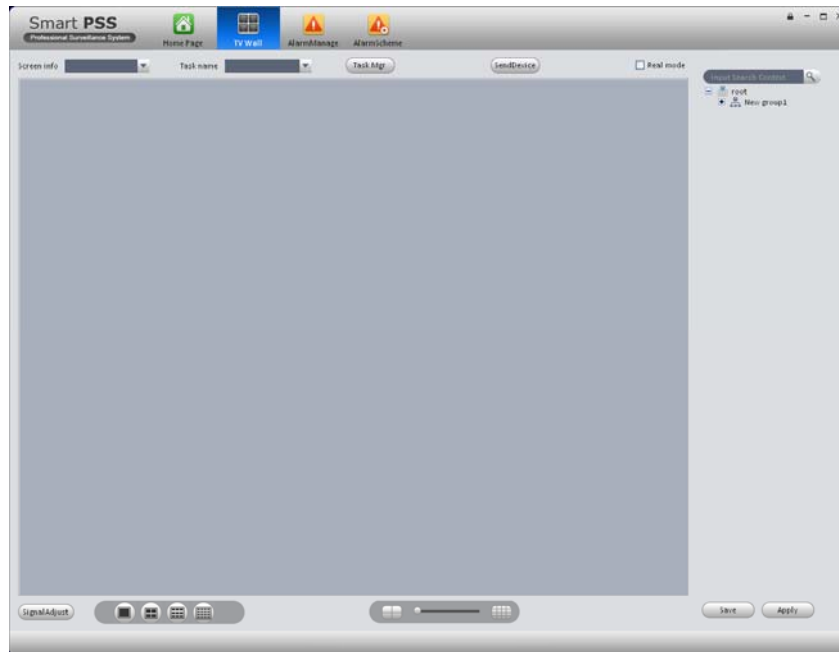 Smart PSS
Professional Surveillance System
Home Page
TV Wall
AlarmManage
AlarmScheme
Screen info
Task name
Task Mgr
SendDevice
Real mode
Input Search Content
root
New group1
SignalAdjust
Save
Apply